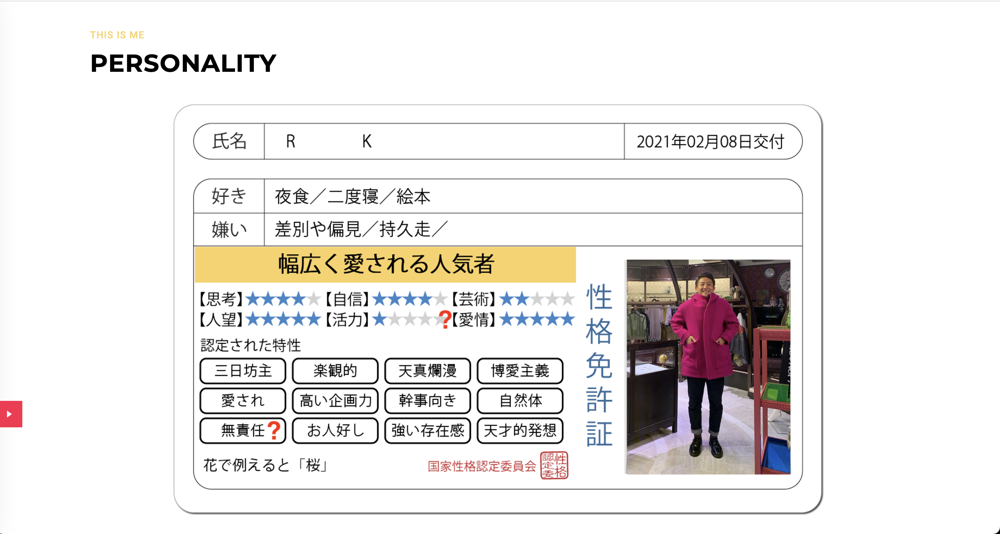 THIS IS ME
PERSONALITY
氏名 R K 2021年02月08日交付
好き 夜食／二度寝／絵本
嫌い 差別や偏見／持久走／
幅広く愛される人気者
【思考】★★★★★【自信】★★★★★【芸術】★★★★★
【人望】★★★★★【活力】★★★★★❓【愛情】★★★★★
認定された特性
三日坊主 楽観的 天真爛漫 博愛主義
愛され 高い企画力 幹事向き 自然体
無責任❓ お人好し 強い存在感 天才的発想
花で例えると「桜」
国家性格認定委員会
性格認定委
性格免許証